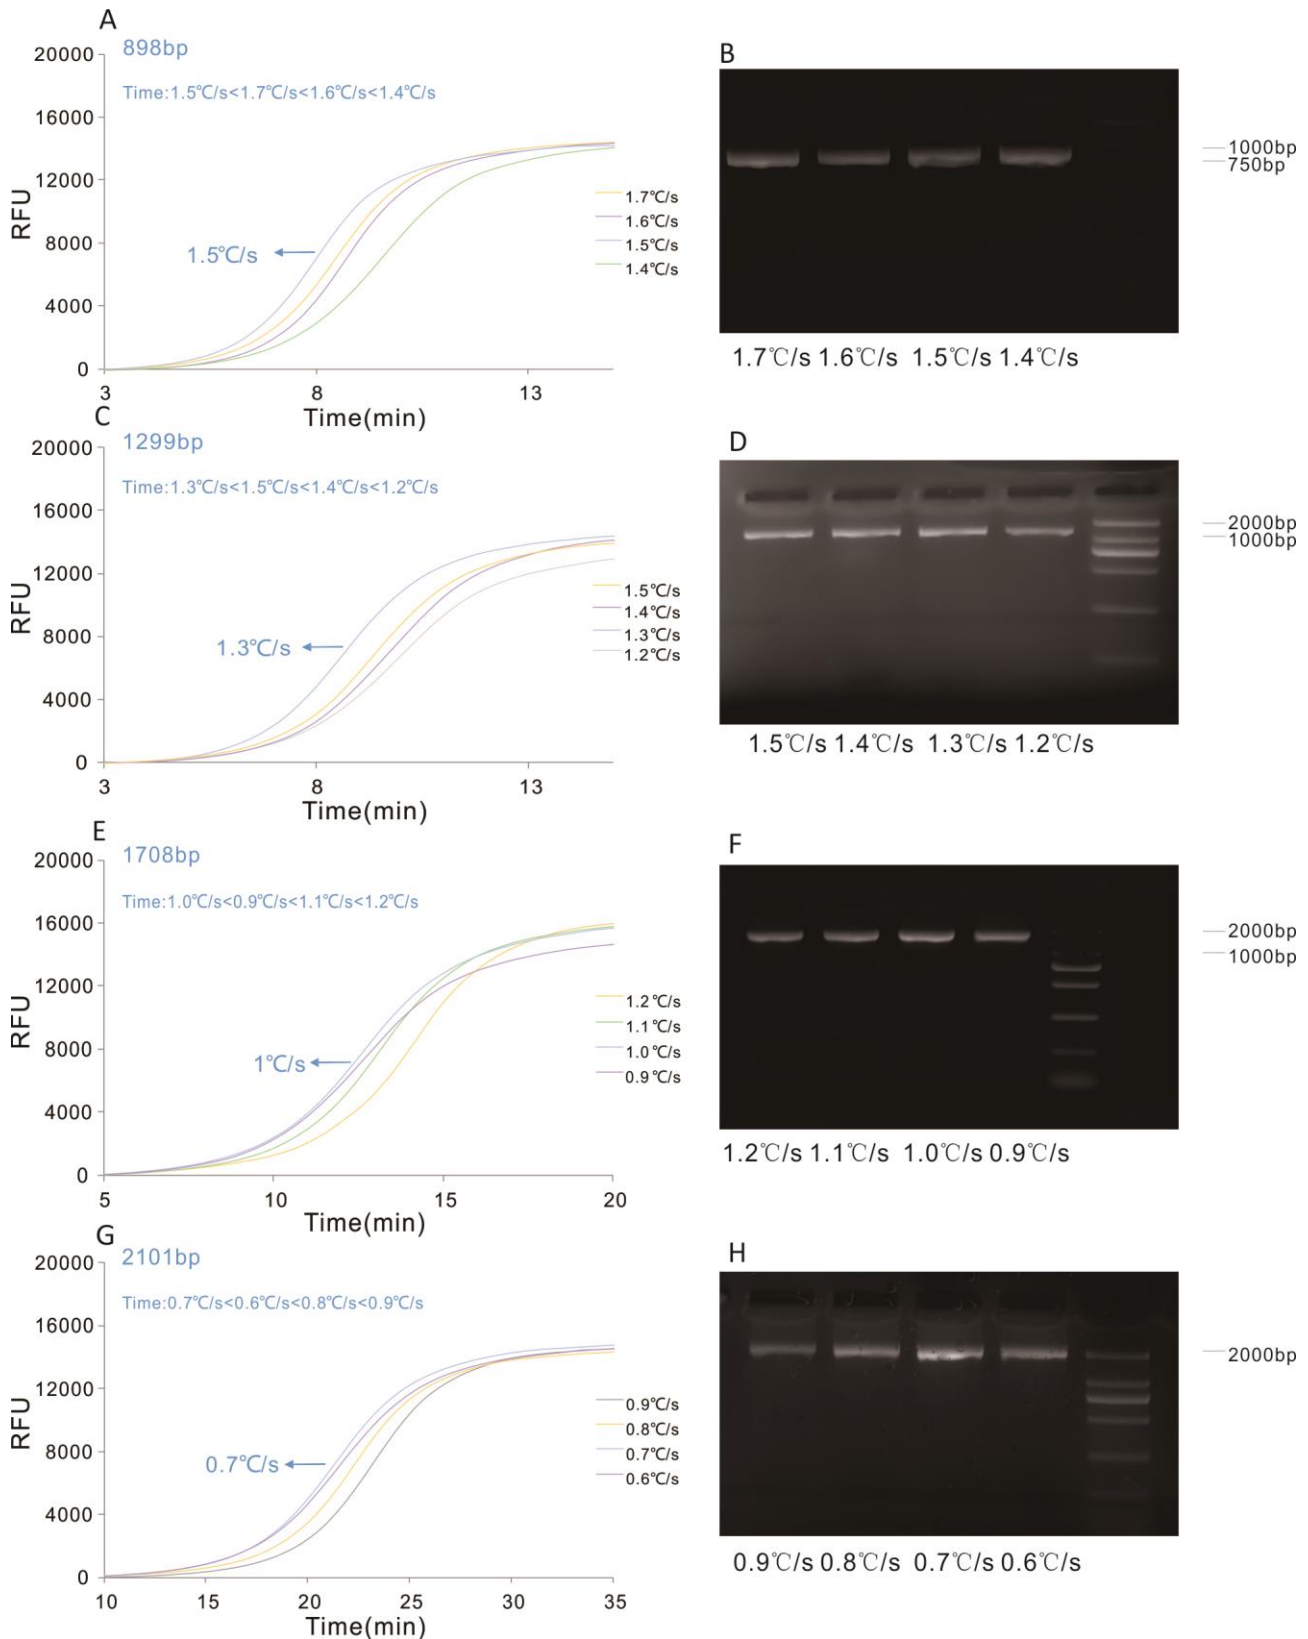 A
898bp
Time:1.5℃/s<1.7℃/s<1.6℃/s<1.4℃/s
20000
16000
12000
8000
4000
0
RFU
1.5℃/s
1.7℃/s
1.6℃/s
1.5℃/s
1.4℃/s
3
8
13
Time(min)
B
1000bp
750bp
1.7℃/s 1.6℃/s 1.5℃/s 1.4℃/s
C
1299bp
Time:1.3℃/s<1.5℃/s<1.4℃/s<1.2℃/s
20000
16000
12000
8000
4000
0
RFU
1.3℃/s
1.5℃/s
1.4℃/s
1.3℃/s
1.2℃/s
3
8
13
Time(min)
D
2000bp
1000bp
1.5℃/s 1.4℃/s 1.3℃/s 1.2℃/s
E
1708bp
Time:1.0℃/s<0.9℃/s<1.1℃/s<1.2℃/s
20000
16000
12000
8000
4000
0
RFU
1℃/s
1.2℃/s
1.1℃/s
1.0℃/s
0.9℃/s
5
10
15
20
Time(min)
F
2000bp
1000bp
1.2℃/s 1.1℃/s 1.0℃/s 0.9℃/s
G
2101bp
Time:0.7℃/s<0.6℃/s<0.8℃/s<0.9℃/s
20000
16000
12000
8000
4000
0
RFU
0.7℃/s
0.9℃/s
0.8℃/s
0.7℃/s
0.6℃/s
10
15
20
25
30
35
Time(min)
H
2000bp
0.9℃/s 0.8℃/s 0.7℃/s 0.6℃/s